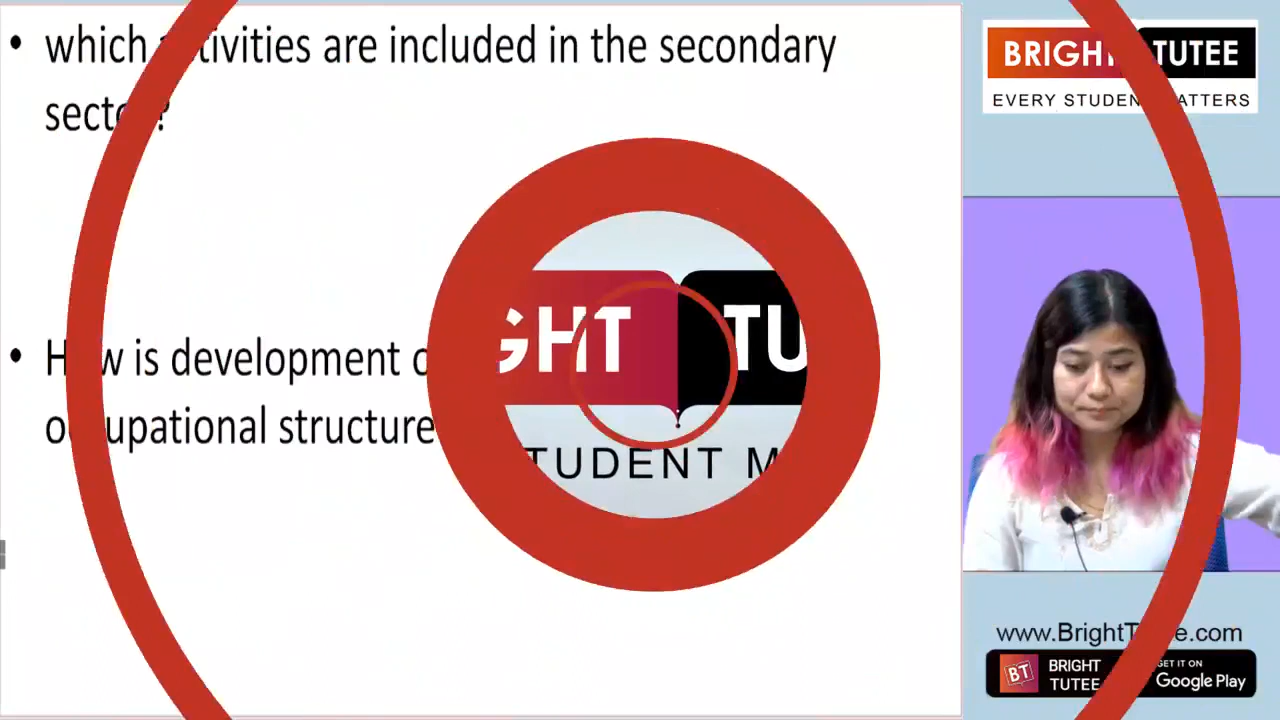 • which activities are included in the secondary
sector?
• How is development
occupational structure
BRIGHT TUTEE
EVERY STUDENT MATTERS
GHT TU
TUDENT M
www.BrightTutee.com
BT BRIGHT TUTEE
GET IT ON
Google Play